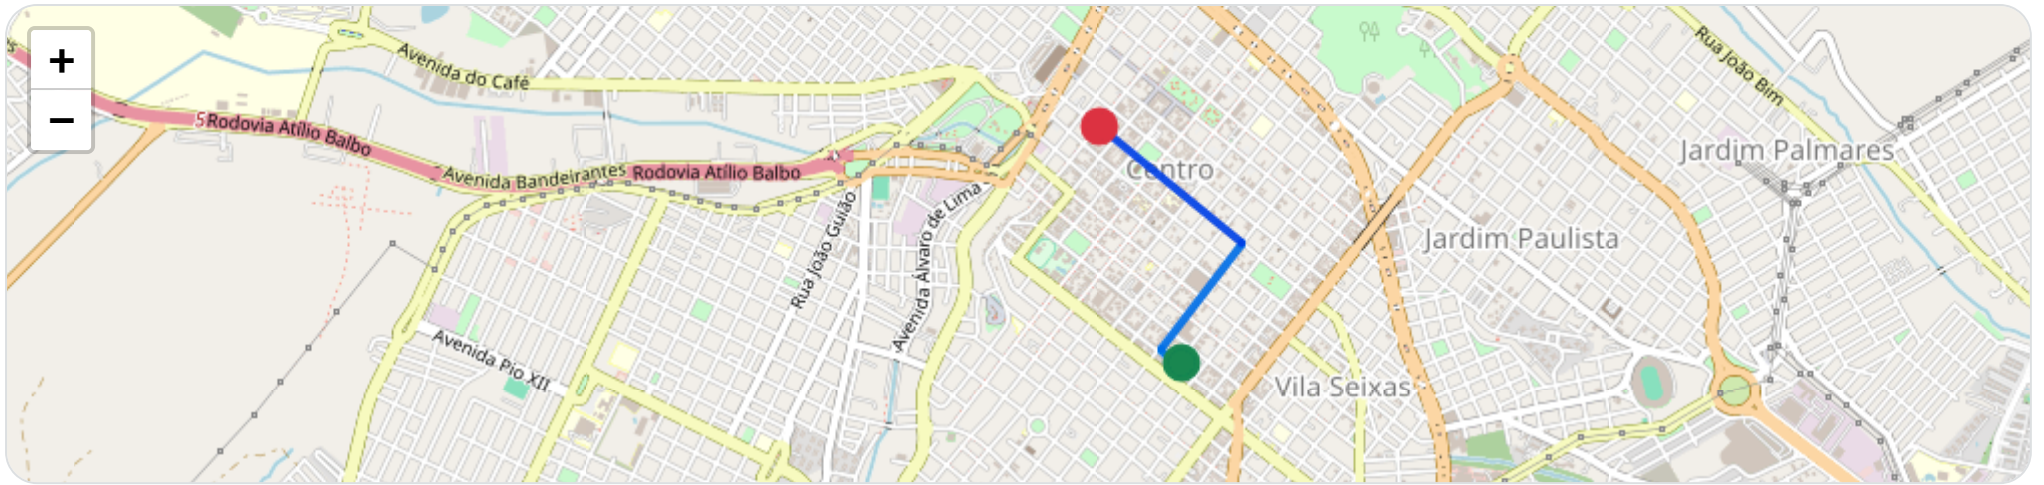 +
−
Avenida do Café
5
Rodovia Atílio Balbo
Avenida Bandeirantes
Rodovia Atílio Balbo
Rua João Guião
Avenida Álvaro de Lima
Avenida Pio XII
Centro
Vila Seixas
Jardim Paulista
Jardim Palmares
Rua João Bim